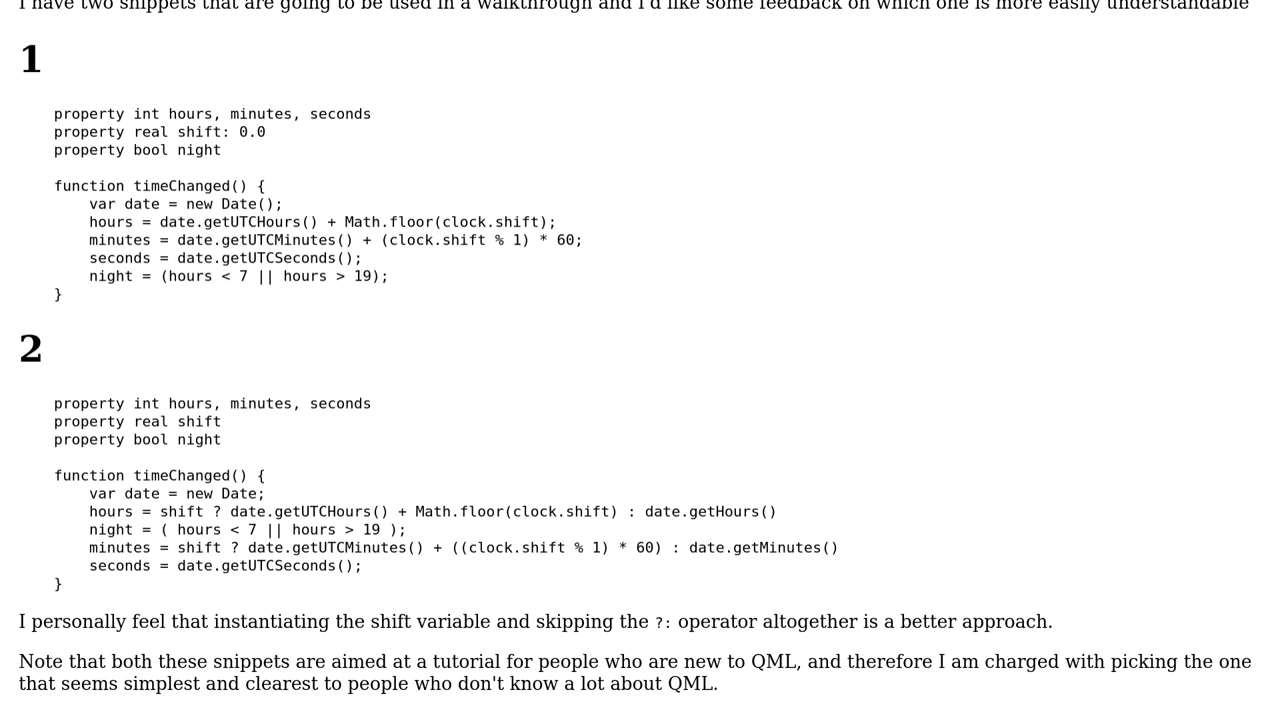 I have two snippets that are going to be used in a walkthrough and I'd like some feedback on which one is more easily understandable
1
property int hours, minutes, seconds
property real shift: 0.0
property bool night
function timeChanged() {
    var date = new Date();
    hours = date.getUTCHours() + Math.floor(clock.shift);
    minutes = date.getUTCMinutes() + (clock.shift % 1) * 60;
    seconds = date.getUTCSeconds();
    night = (hours < 7 || hours > 19);
}
2
property int hours, minutes, seconds
property real shift
property bool night
function timeChanged() {
    var date = new Date;
    hours = shift ? date.getUTCHours() + Math.floor(clock.shift) : date.getHours()
    night = ( hours < 7 || hours > 19 );
    minutes = shift ? date.getUTCMinutes() + ((clock.shift % 1) * 60) : date.getMinutes()
    seconds = date.getUTCSeconds();
}
I personally feel that instantiating the shift variable and skipping the ?: operator altogether is a better approach.
Note that both these snippets are aimed at a tutorial for people who are new to QML, and therefore I am charged with picking the one
that seems simplest and clearest to people who don't know a lot about QML.